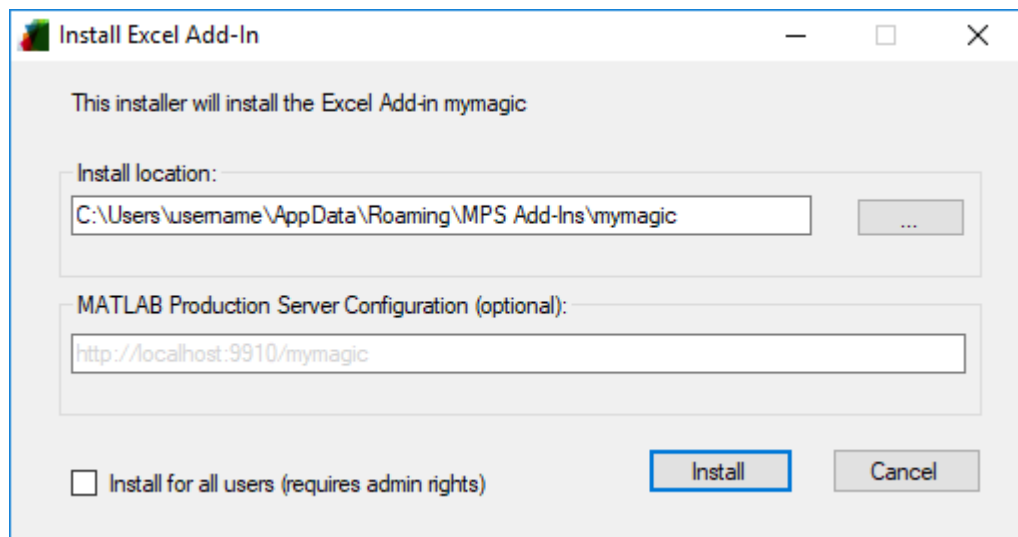 Install Excel Add-In
This installer will install the Excel Add-in mymagic
Install location:
C:\Users\username\AppData\Roaming\MPS Add-Ins\mymagic
...
MATLAB Production Server Configuration (optional):
http://localhost:9910/mymagic
Install for all users (requires admin rights)
Install
Cancel